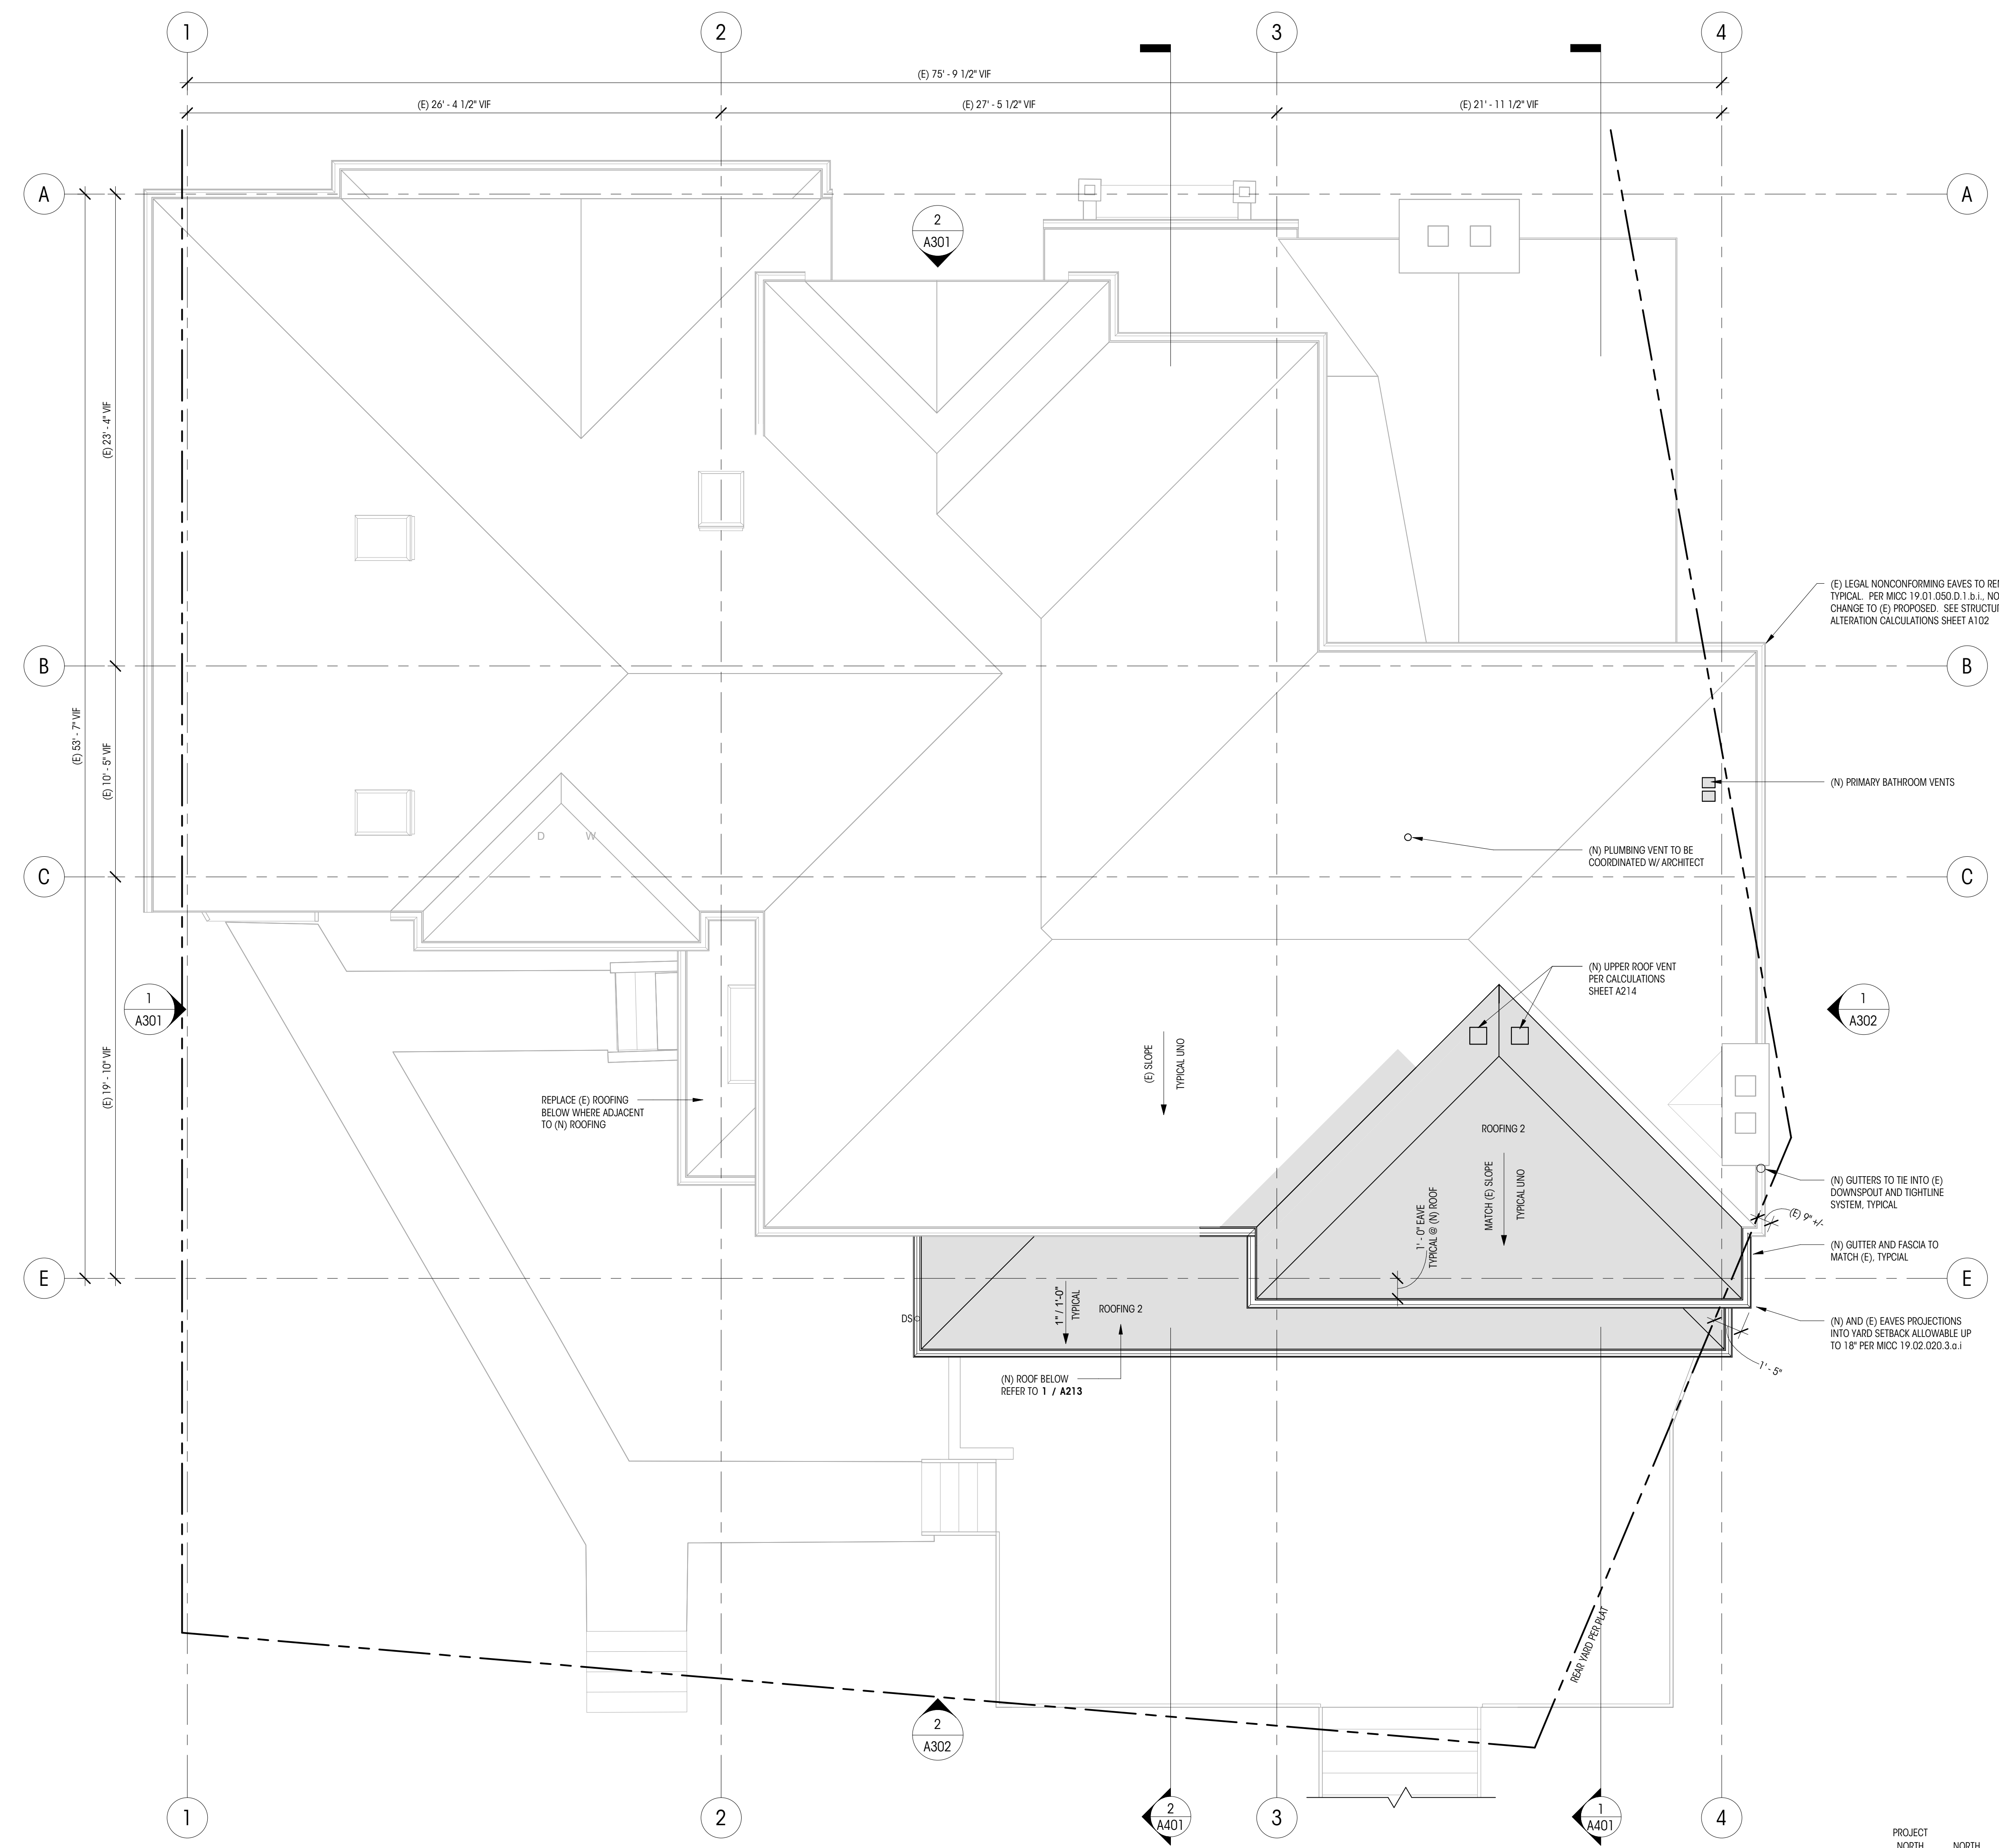 1
2
3
4
(E) 75' - 9 1/2" VIF
(E) 26' - 4 1/2" VIF
(E) 27' - 5 1/2" VIF
(E) 21' - 11 1/2" VIF
A
A
2
A301
(E) 23' - 4" VIF
(E) LEGAL NONCONFORMING EAVES TO
TYPICAL. PER MICC 19.01.050.D.1.b.i., NO
CHANGE TO (E) PROPOSED. SEE
ALTERATION CALCULATIONS SHEET A102
B
B
(E) 53' - 7" VIF
(E) 10' - 5" VIF
(N) PRIMARY BATHROOM VENTS
D
W
(N) PLUMBING VENT TO BE
COORDINATED W/ ARCHITECT
C
C
(N) UPPER ROOF VENT
PER CALCULATIONS
SHEET A214
1
A301
1
A302
(E) 19' - 10" VIF
(E) SLOPE
TYPICAL UNO
REPLACE (E) ROOFING
BELOW WHERE ADJACENT
TO (N) ROOFING
ROOFING 2
MATCH (E) SLOPE
TYPICAL UNO
1' - 0" EAVE
TYPICAL @ (N) ROOF
(N) GUTTERS TO TIE INTO (E)
DOWNSPOUT AND TIGHTLINE
SYSTEM, TYPICAL
(E) 9" +/-
(N) GUTTER AND FASCIA TO
MATCH (E), TYPCIAL
E
E
1" / 1'-0"
TYPICAL
ROOFING 2
DS
(N) AND (E) EAVES PROJECTIONS
INTO YARD SETBACK ALLOWABLE UP
TO 18" PER MICC 19.02.020.3.a.i
1' - 5"
(N) ROOF BELOW
REFER TO 1 / A213
REAR YARD PER PLAT
2
A302
1
2
2
A401
3
1
A401
4
PROJECT
NORTH
NORTH